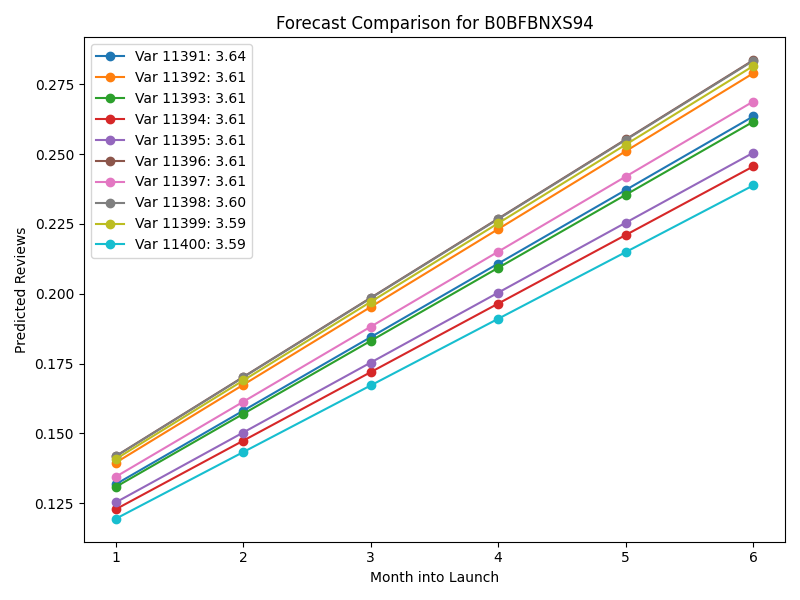 Forecast Comparison for B0BFBNXS94
Var 11391: 3.64
Var 11392: 3.61
Var 11393: 3.61
Var 11394: 3.61
Var 11395: 3.61
Var 11396: 3.61
Var 11397: 3.61
Var 11398: 3.60
Var 11399: 3.59
Var 11400: 3.59
Predicted Reviews
0.275
0.250
0.225
0.200
0.175
0.150
0.125
1 2 3 4 5 6
Month into Launch